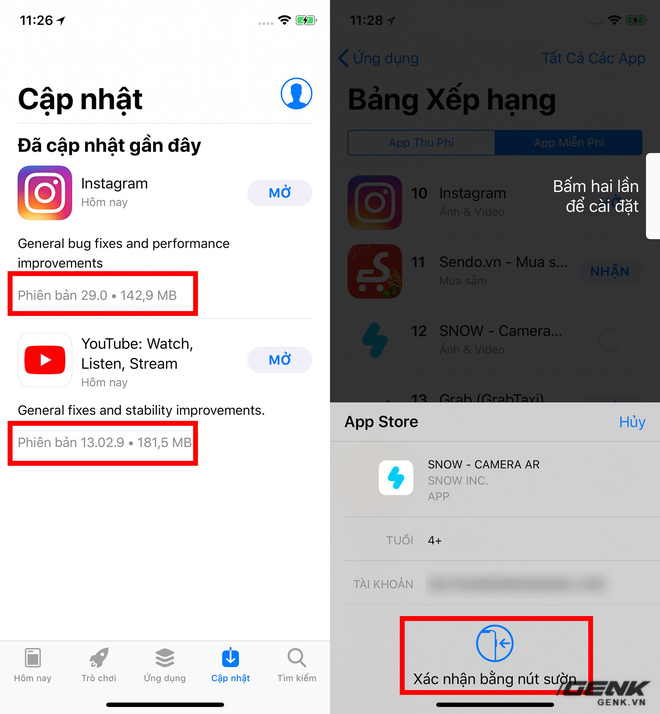 11:26
Cập nhật
Đã cập nhật gần đây
Instagram
Hôm nay
MỞ
General bug fixes and performance
improvements
Phiên bản 29.0 • 142,9 MB
YouTube: Watch,
Listen, Stream
Hôm nay
MỞ
General fixes and stability improvements.
Phiên bản 13.02.9 • 181,5 MB
Hôm nay
Trò chơi
Ứng dụng
Cập nhật
Tìm kiếm
11:28
Ứng dụng
Tất Cả Các App
Bảng Xếp hạng
App Thu Phí
App Miễn Phí
Bấm hai lần
để cài đặt
10 Instagram
Ảnh & Video
11 Sendo.vn - Mua s...
Mua sắm
NHẬN
12 SNOW - Camera...
Ảnh & Video
13 Grab (GrabTaxi)
App Store
Hủy
SNOW - CAMERA AR
SNOW INC.
APP
TUỔI 4+
TÀI KHOẢN
Xác nhận bằng nút sườn
GENK
GENK.VN